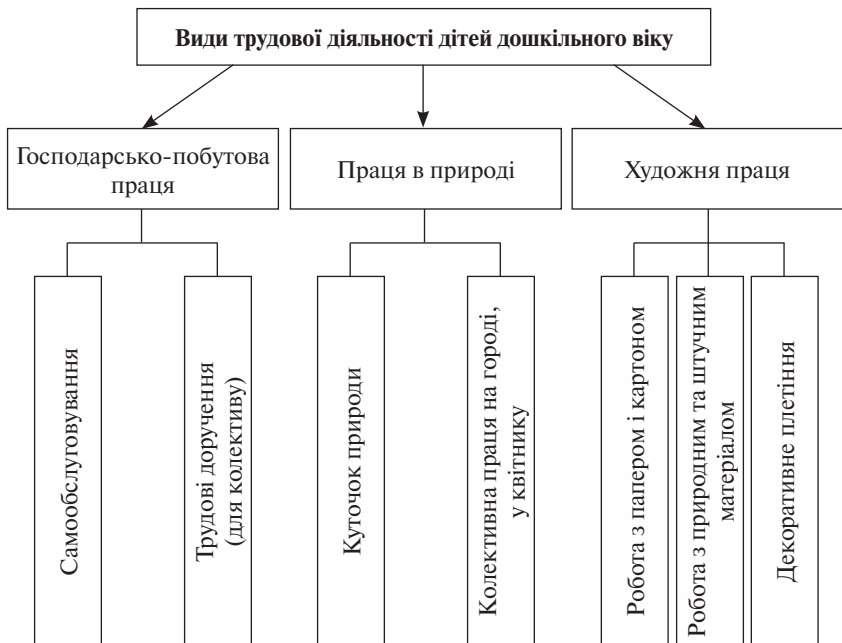 Види трудової діяльності дітей дошкільного віку
Господарсько-побутова
праця
Праця в природі
Художня праця
Самообслуговування
Трудові доручення
(для колективу)
Куточок природи
Колективна праця на городі,
у квітнику
Робота з папером і картоном
Робота з природним та штучним
матеріалом
Декоративне плетіння